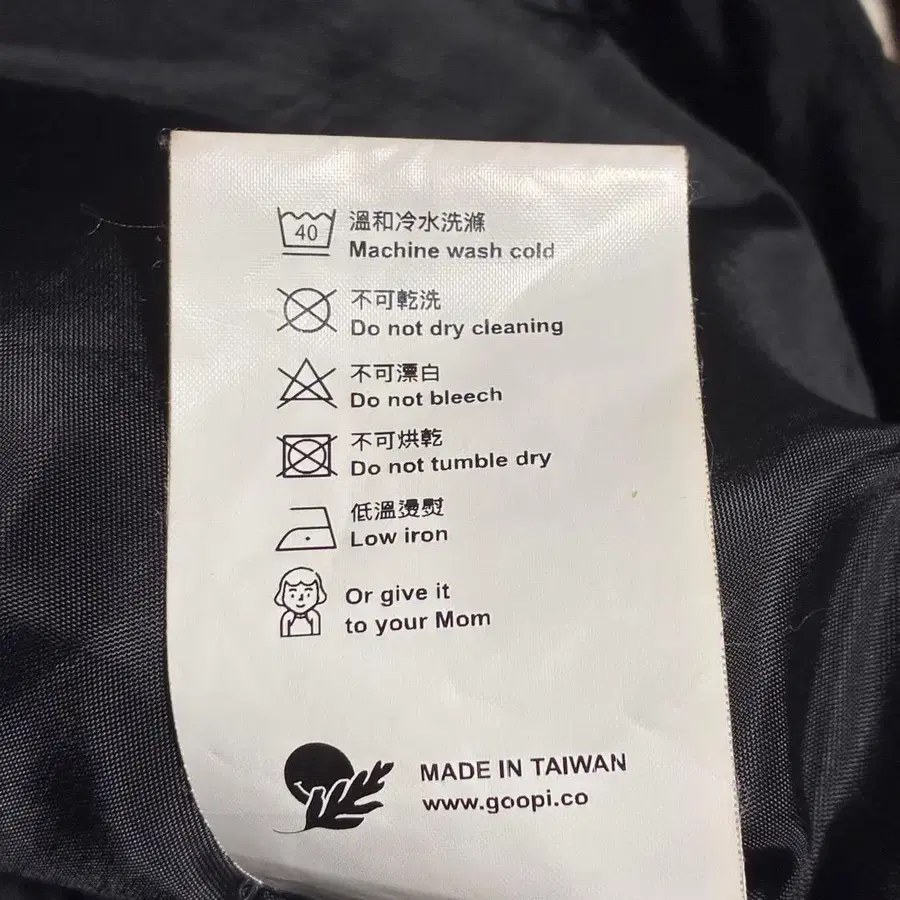 40
溫和冷水洗滌
Machine wash cold
不可乾洗
Do not dry cleaning
不可漂白
Do not bleech
不可烘乾
Do not tumble dry
低溫燙熨
Low iron
Or give it
to your Mom
MADE IN TAIWAN
www.goopi.co